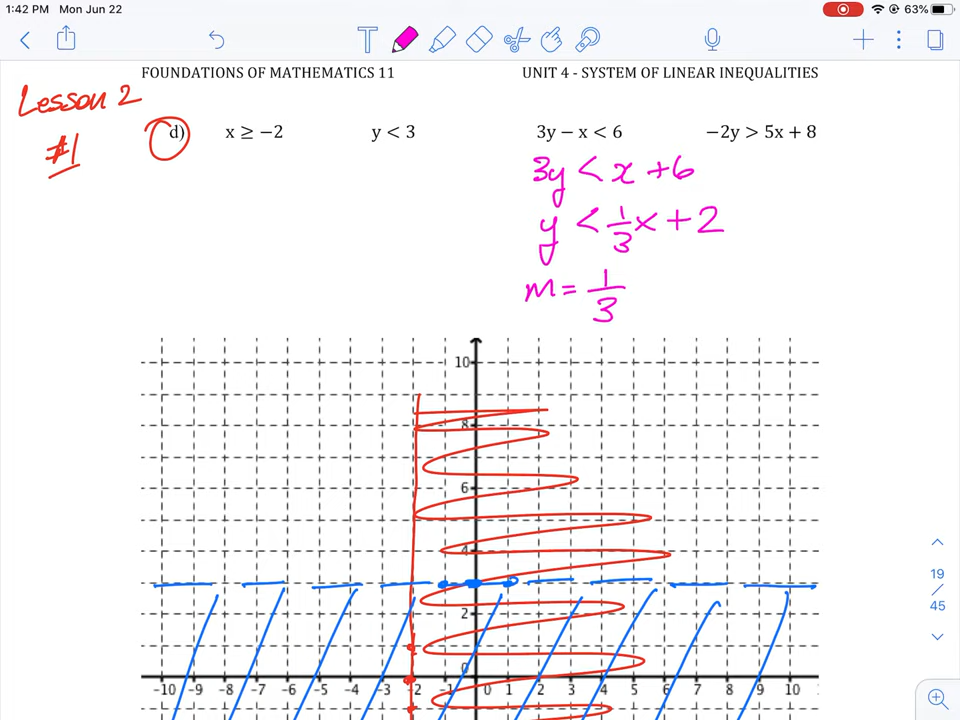 1:42 PM Mon Jun 22
63%
T
FOUNDATIONS OF MATHEMATICS 11 UNIT 4 - SYSTEM OF LINEAR INEQUALITIES
Lesson 2
#1
d) x ≥ −2 y < 3 3y − x < 6 −2y > 5x + 8
3y < x + 6
y < 1/3 x + 2
m = 1/3
10
8
6
4
2
0
-10 -9 -8 -7 -6 -5 -4 -3 -2 -1 0 1 2 3 4 5 6 7 8 9 10
19
/
45